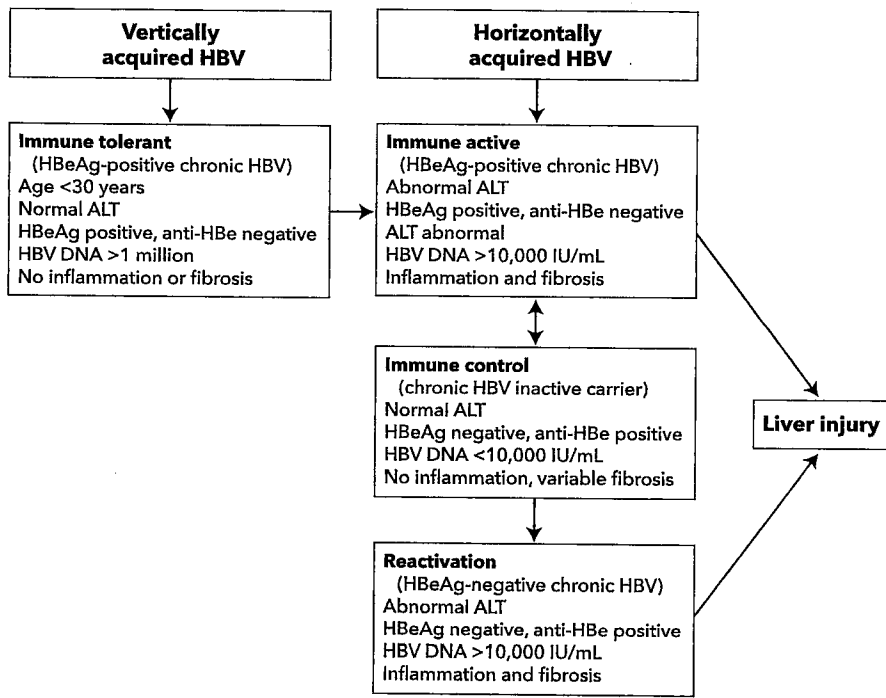 Vertically
acquired HBV
Horizontally
acquired HBV
Immune tolerant
(HBeAg-positive chronic HBV)
Age <30 years
Normal ALT
HBeAg positive, anti-HBe negative
HBV DNA >1 million
No inflammation or fibrosis
Immune active
(HBeAg-positive chronic HBV)
Abnormal ALT
HBeAg positive, anti-HBe negative
ALT abnormal
HBV DNA >10,000 IU/mL
Inflammation and fibrosis
Immune control
(chronic HBV inactive carrier)
Normal ALT
HBeAg negative, anti-HBe positive
HBV DNA <10,000 IU/mL
No inflammation, variable fibrosis
Liver injury
Reactivation
(HBeAg-negative chronic HBV)
Abnormal ALT
HBeAg negative, anti-HBe positive
HBV DNA >10,000 IU/mL
Inflammation and fibrosis